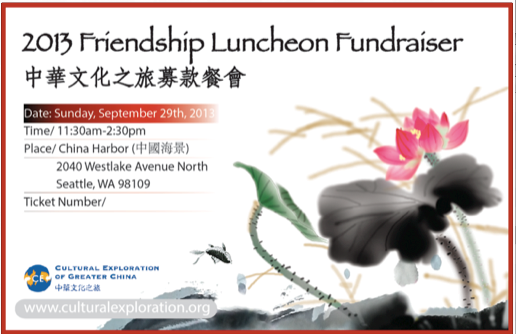 2013 Friendship Luncheon Fundraiser
中華文化之旅募款餐會
Date: Sunday, September 29th, 2013
Time/ 11:30am-2:30pm
Place/ China Harbor (中國海景)
2040 Westlake Avenue North
Seattle, WA 98109
Ticket Number/
CE
CULTURAL EXPLORATION
OF GREATER CHINA
中華文化之旅
www.culturalexploration.org